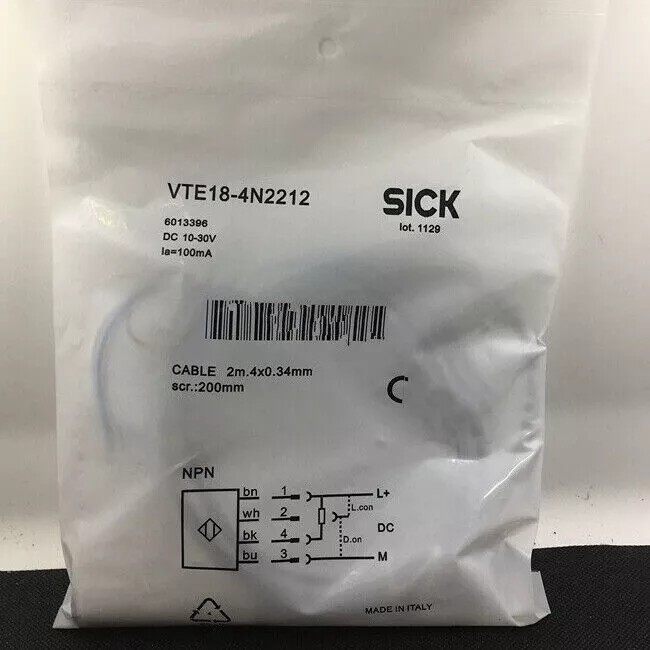 VTE18-4N2212
SICK
lot. 1129
6013396
DC 10-30V
Ia=100mA
CABLE 2m.4x0.34mm
scr.:200mm
C
NPN
bn 1 L+
wh 2 L.con
bk 4 D.on DC
bu 3 M
MADE IN ITALY